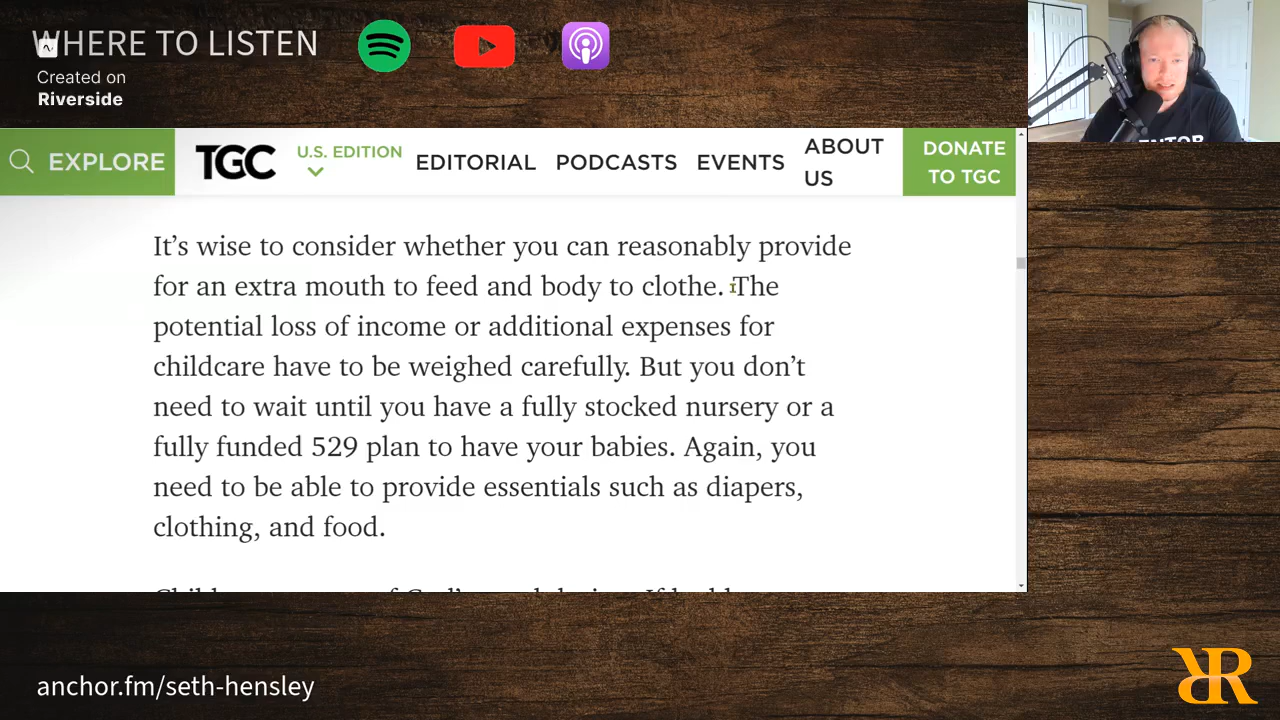 WHERE TO LISTEN
Created on
Riverside
EXPLORE
TGC
U.S. EDITION
EDITORIAL
PODCASTS
EVENTS
ABOUT
US
DONATE
TO TGC
It’s wise to consider whether you can reasonably provide
for an extra mouth to feed and body to clothe. The
potential loss of income or additional expenses for
childcare have to be weighed carefully. But you don’t
need to wait until you have a fully stocked nursery or a
fully funded 529 plan to have your babies. Again, you
need to be able to provide essentials such as diapers,
clothing, and food.
anchor.fm/seth-hensley